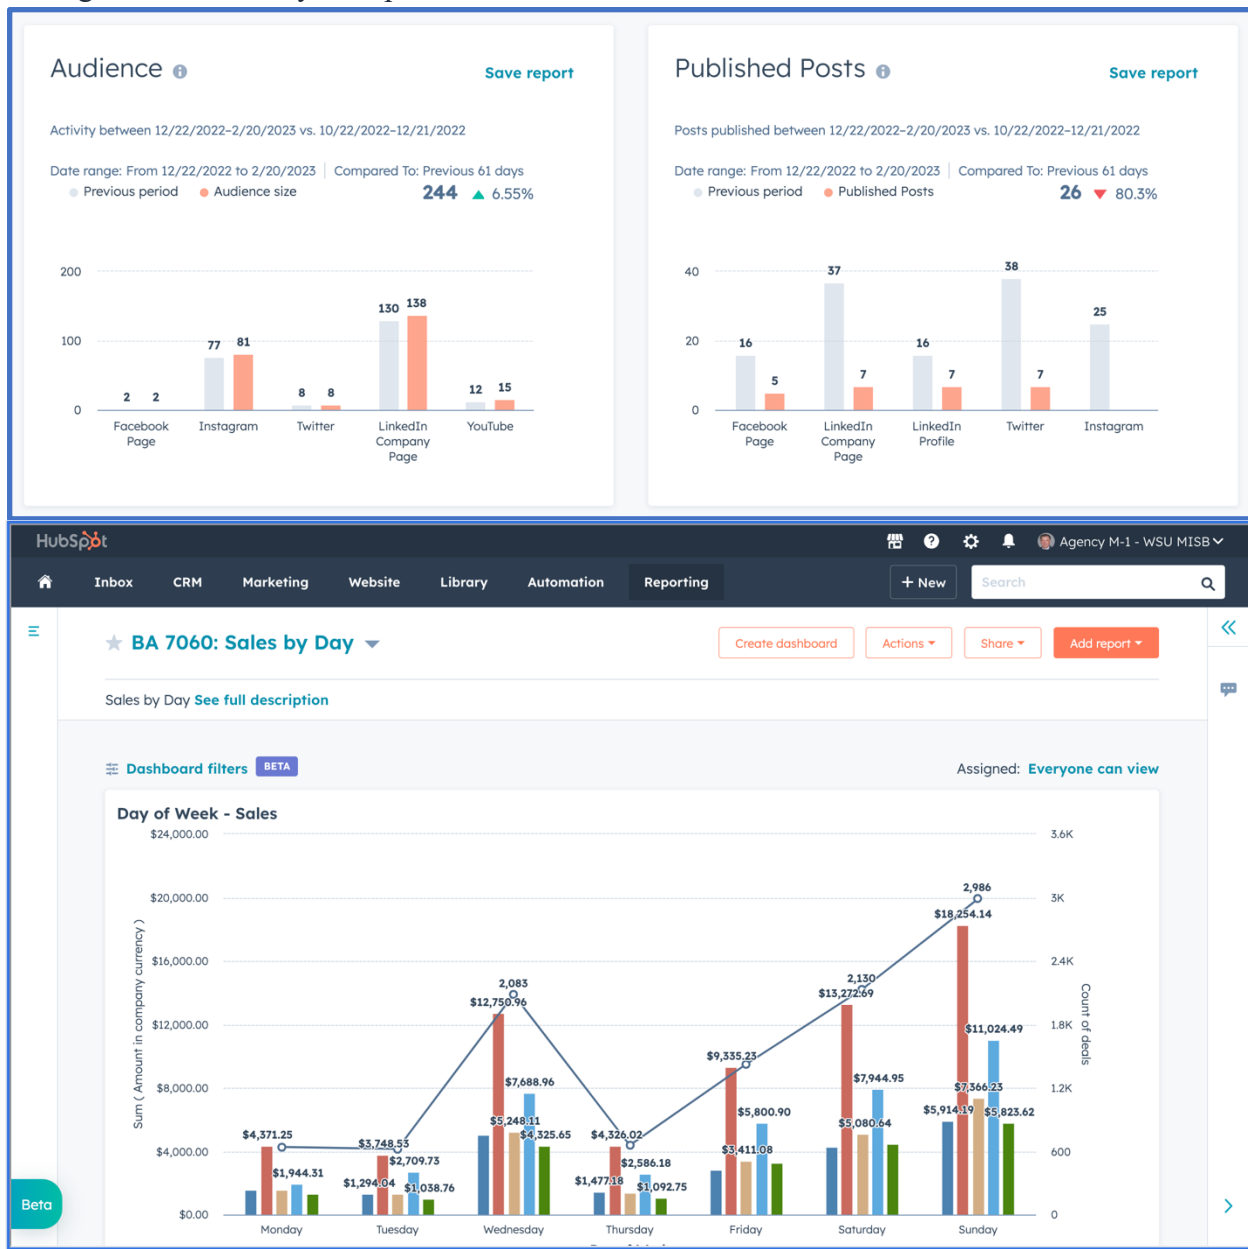 Audience
Save report
Activity between 12/22/2022-2/20/2023 vs. 10/22/2022-12/21/2022
Date range: From 12/22/2022 to 2/20/2023 | Compared To: Previous 61 days
Previous period Audience size 244 6.55%
200
130 138
100
77 81
8 8
12 15
2 2
0
Facebook Page Instagram Twitter LinkedIn Company Page YouTube
Published Posts
Save report
Posts published between 12/22/2022-2/20/2023 vs. 10/22/2022-12/21/2022
Date range: From 12/22/2022 to 2/20/2023 | Compared To: Previous 61 days
Previous period Published Posts 26 80.3%
40
37 38
25
20
16 16
5 7 7 7
0
Facebook Page LinkedIn Company Page LinkedIn Profile Twitter Instagram
HubSpot Agency M-1 - WSU MISB
Inbox CRM Marketing Website Library Automation Reporting + New Search
BA 7060: Sales by Day Create dashboard Actions Share Add report
Sales by Day See full description
Dashboard filters BETA Assigned: Everyone can view
Day of Week - Sales
$24,000.00 3.6K
2,986
$20,000.00 3K
$18,254.14
$16,000.00 2.4K
2,083 2,130
$12,750.96 $13,272.69
$12,000.00 1.8K
$11,024.49
$9,335.23
$8,000.00 1.2K
$7,688.96 $7,944.95
$7,366.23
$5,800.90 $5,914.19 $5,823.62
$5,248.11 $5,080.64
$4,371.25 $3,748.53 $4,325.65 $4,326.02 $3,411.08
$4,000.00 600
$2,709.73 $2,586.18
$1,944.31 $1,294.04 $1,038.76 $1,477.18 $1,092.75
$0.00 0
Monday Tuesday Wednesday Thursday Friday Saturday Sunday
Sum ( Amount in company currency )
Count of deals
Beta